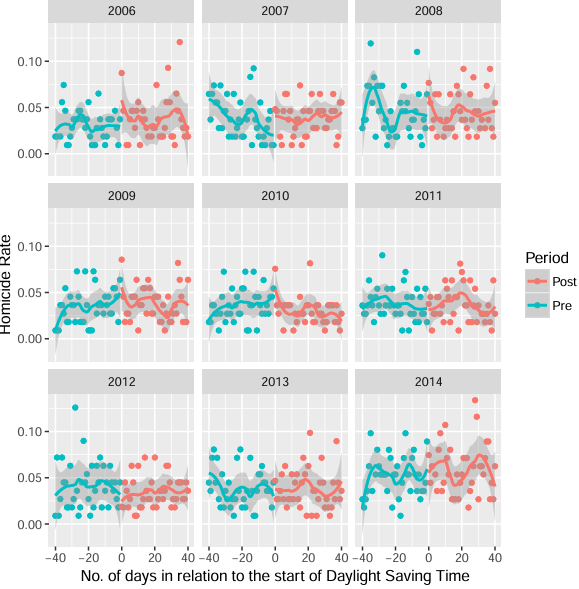 2006 2007 2008
0.10
0.05
0.00
2009 2010 2011
0.10
0.05
0.00
2012 2013 2014
0.10
0.05
0.00
−40 −20 0 20 40 −40 −20 0 20 40 −40 −20 0 20 40
No. of days in relation to the start of Daylight Saving Time
Homicide Rate
Period
Post
Pre